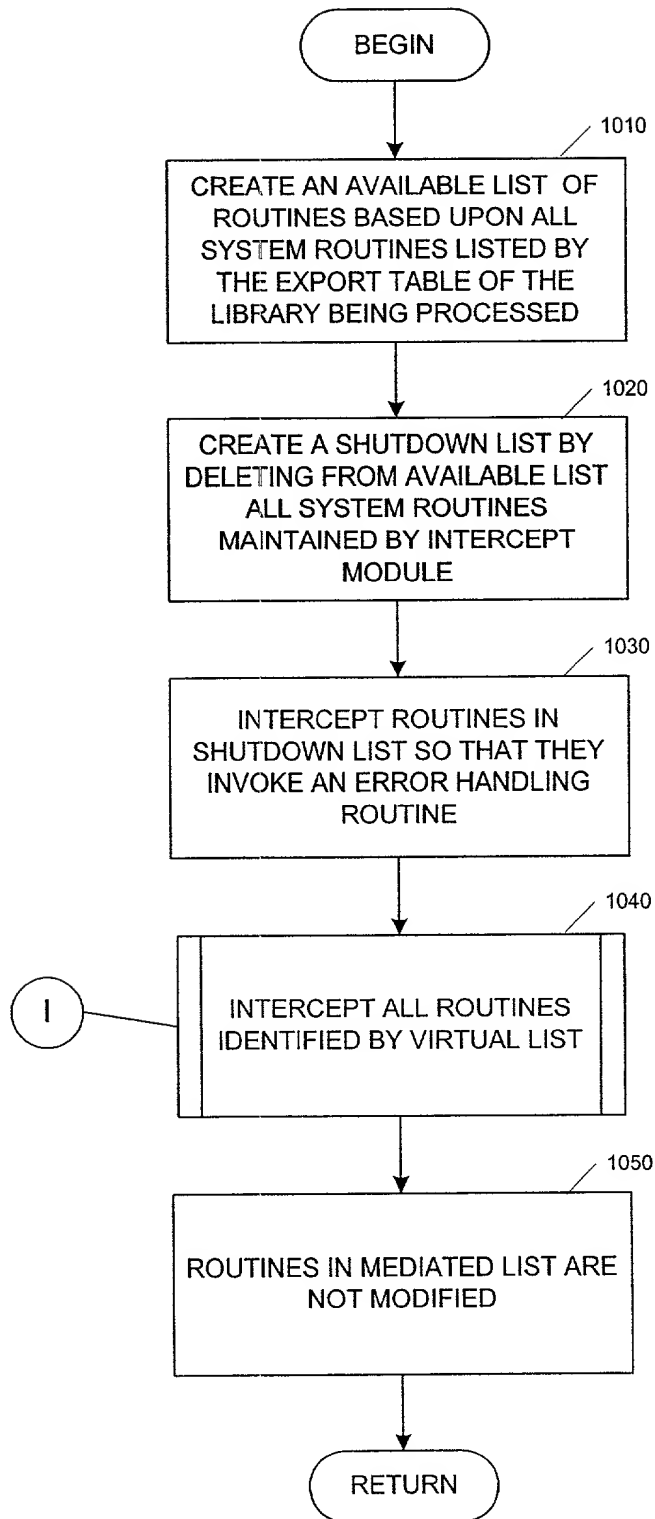 BEGIN
1010
CREATE AN AVAILABLE LIST OF
ROUTINES BASED UPON ALL
SYSTEM ROUTINES LISTED BY
THE EXPORT TABLE OF THE
LIBRARY BEING PROCESSED
1020
CREATE A SHUTDOWN LIST BY
DELETING FROM AVAILABLE LIST
ALL SYSTEM ROUTINES
MAINTAINED BY INTERCEPT
MODULE
1030
INTERCEPT ROUTINES IN
SHUTDOWN LIST SO THAT THEY
INVOKE AN ERROR HANDLING
ROUTINE
1040
I
INTERCEPT ALL ROUTINES
IDENTIFIED BY VIRTUAL LIST
1050
ROUTINES IN MEDIATED LIST ARE
NOT MODIFIED
RETURN